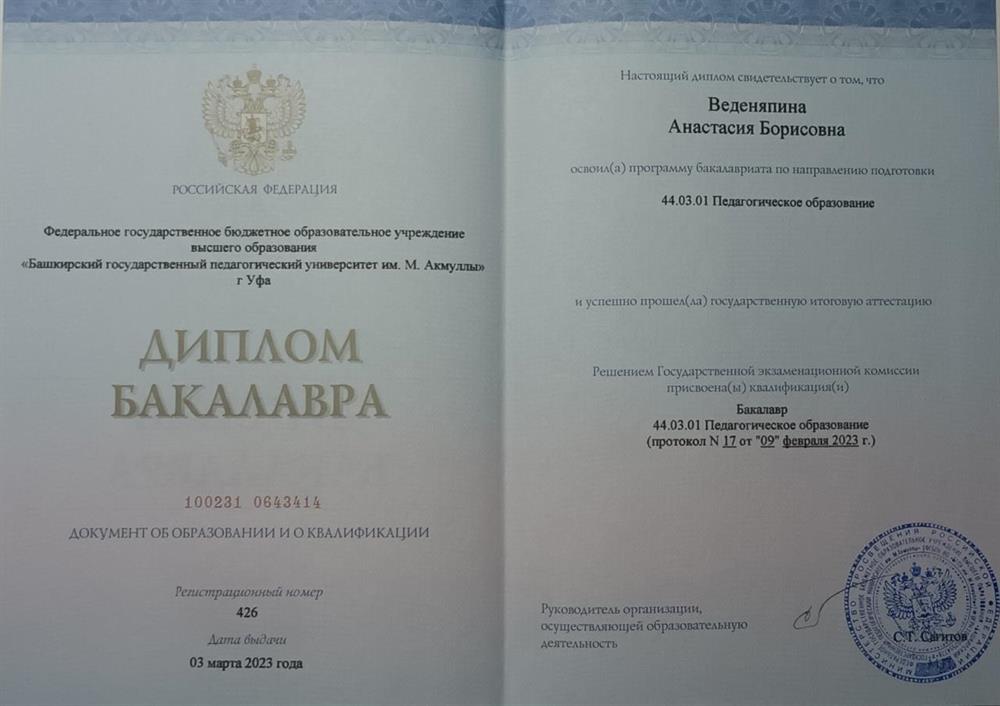 РОССИЙСКАЯ ФЕДЕРАЦИЯ
Федеральное государственное бюджетное образовательное учреждение
высшего образования
«Башкирский государственный педагогический университет им. М. Акмуллы»
г Уфа
ДИПЛОМ
БАКАЛАВРА
100231 0643414
ДОКУМЕНТ ОБ ОБРАЗОВАНИИ И О КВАЛИФИКАЦИИ
Регистрационный номер
426
Дата выдачи
03 марта 2023 года
Настоящий диплом свидетельствует о том, что
Веденяпина
Анастасия Борисовна
освоил(а) программу бакалавриата по направлению подготовки
44.03.01 Педагогическое образование
и успешно прошел(ла) государственную итоговую аттестацию
Решением Государственной экзаменационной комиссии
присвоена(ы) квалификация(и)
Бакалавр
44.03.01 Педагогическое образование
(протокол N 17 от "09" февраля 2023 г.)
Руководитель организации,
осуществляющей образовательную
деятельность
С.Т. Сагитов
МИНИСТЕРСТВО ПРОСВЕЩЕНИЯ РОССИЙСКОЙ ФЕДЕРАЦИИ